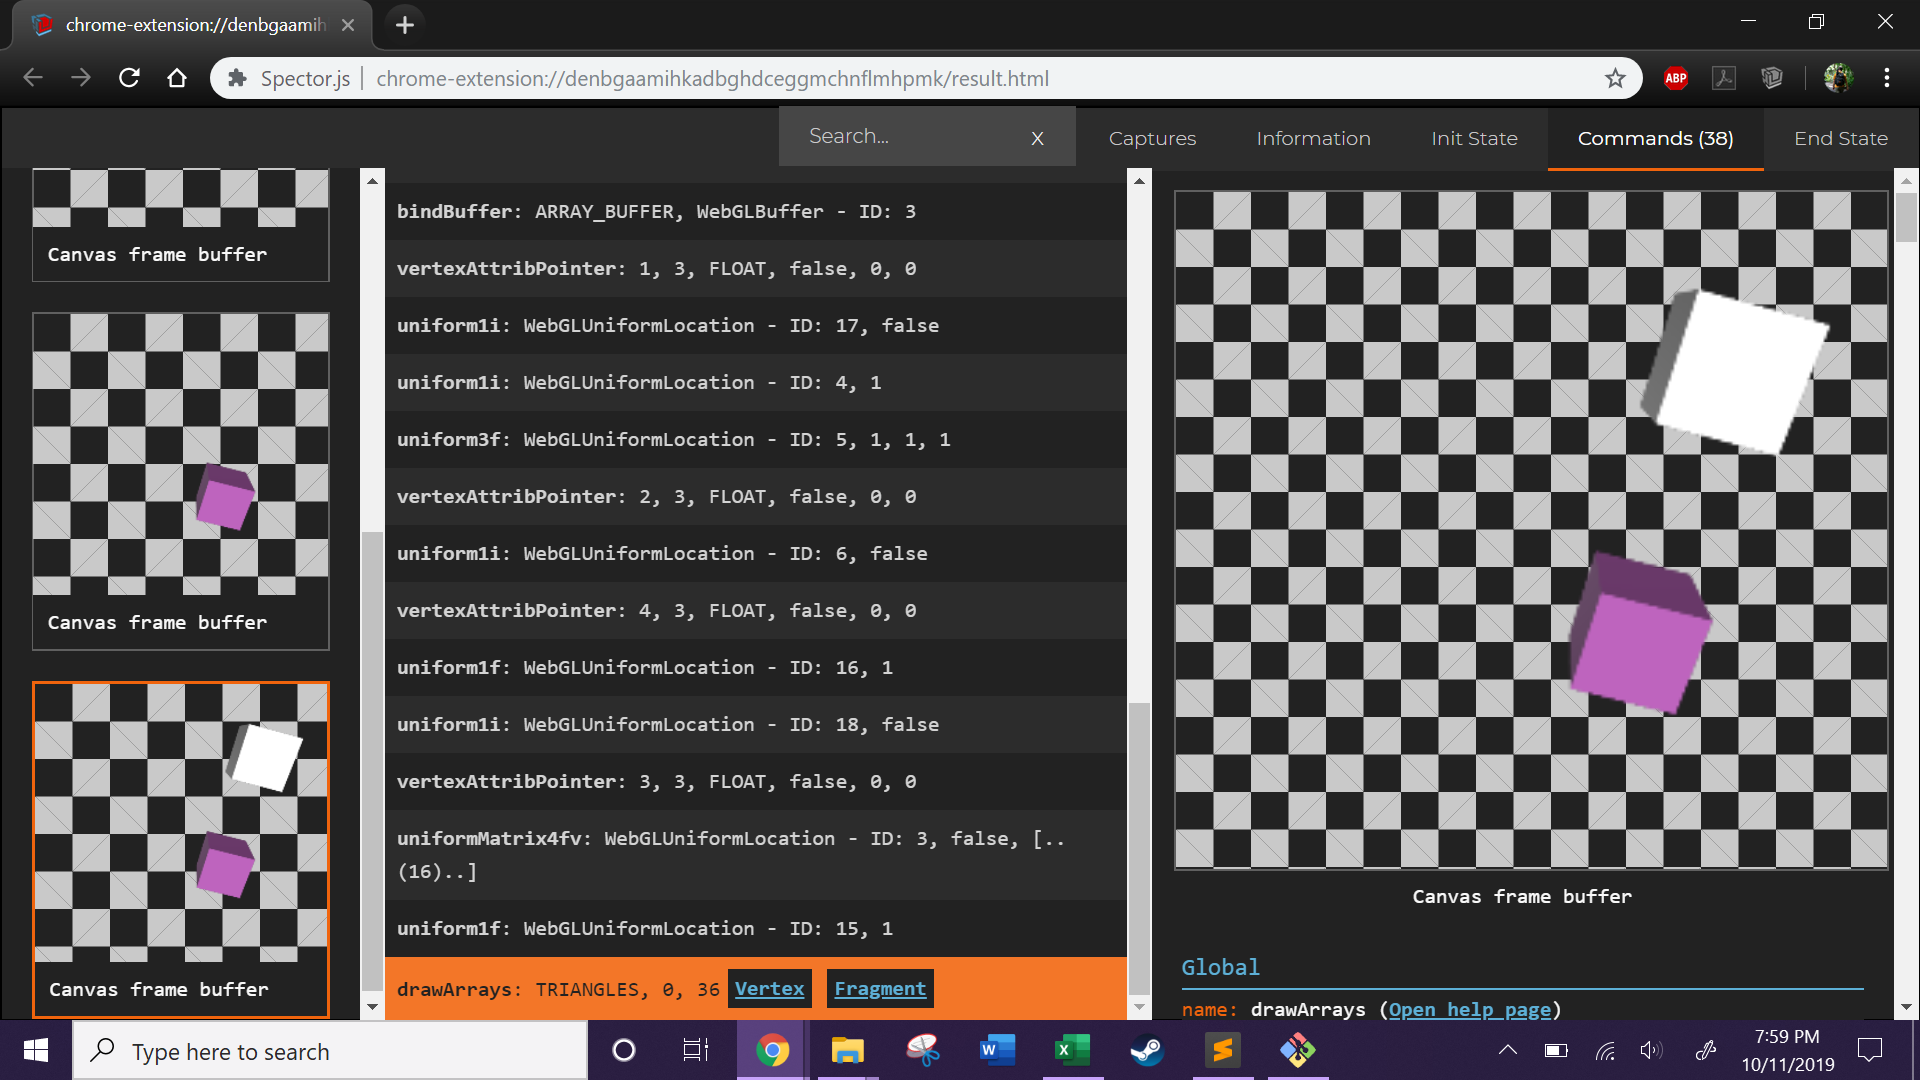 chrome-extension://denbgaamih
Spector.js
chrome-extension://denbgaamihkadbghdceggmchnflmhpmk/result.html
ABP
Search...
X
Captures
Information
Init State
Commands (38)
End State
Canvas frame buffer
Canvas frame buffer
Canvas frame buffer
bindBuffer: ARRAY_BUFFER, WebGLBuffer - ID: 3
vertexAttribPointer: 1, 3, FLOAT, false, 0, 0
uniform1i: WebGLUniformLocation - ID: 17, false
uniform1i: WebGLUniformLocation - ID: 4, 1
uniform3f: WebGLUniformLocation - ID: 5, 1, 1, 1
vertexAttribPointer: 2, 3, FLOAT, false, 0, 0
uniform1i: WebGLUniformLocation - ID: 6, false
vertexAttribPointer: 4, 3, FLOAT, false, 0, 0
uniform1f: WebGLUniformLocation - ID: 16, 1
uniform1i: WebGLUniformLocation - ID: 18, false
vertexAttribPointer: 3, 3, FLOAT, false, 0, 0
uniformMatrix4fv: WebGLUniformLocation - ID: 3, false, [..
(16)..]
uniform1f: WebGLUniformLocation - ID: 15, 1
drawArrays: TRIANGLES, 0, 36 Vertex Fragment
Canvas frame buffer
Global
name: drawArrays (Open help page)
Type here to search
7:59 PM
10/11/2019